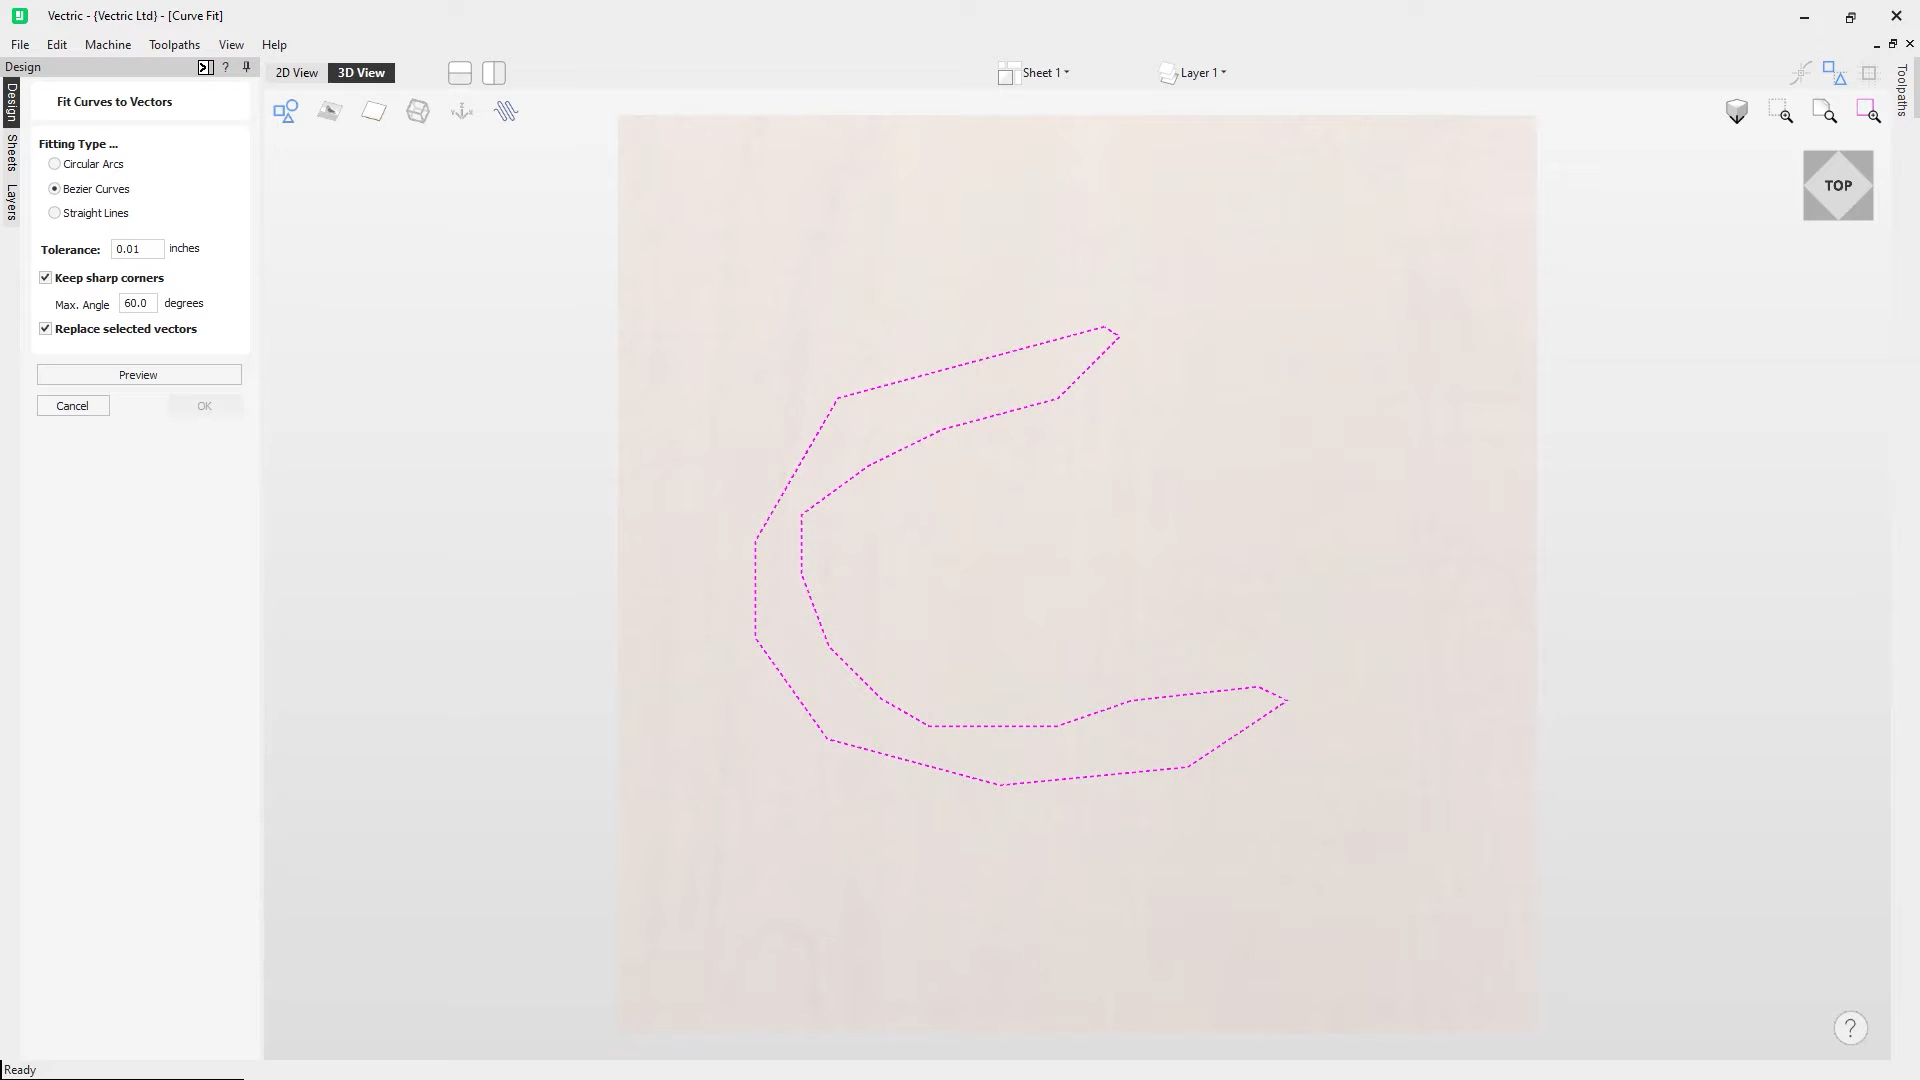 Vectric - {Vectric Ltd} - [Curve Fit]
File Edit Machine Toolpaths View Help
Design ?
2D View 3D View Sheet 1 Layer 1
Toolpaths
Design
Sheets
Layers
Fit Curves to Vectors
Fitting Type ...
Circular Arcs
Bezier Curves
Straight Lines
Tolerance: 0.01 inches
Keep sharp corners
Max. Angle 60.0 degrees
Replace selected vectors
Preview
Cancel OK
TOP
?
Ready